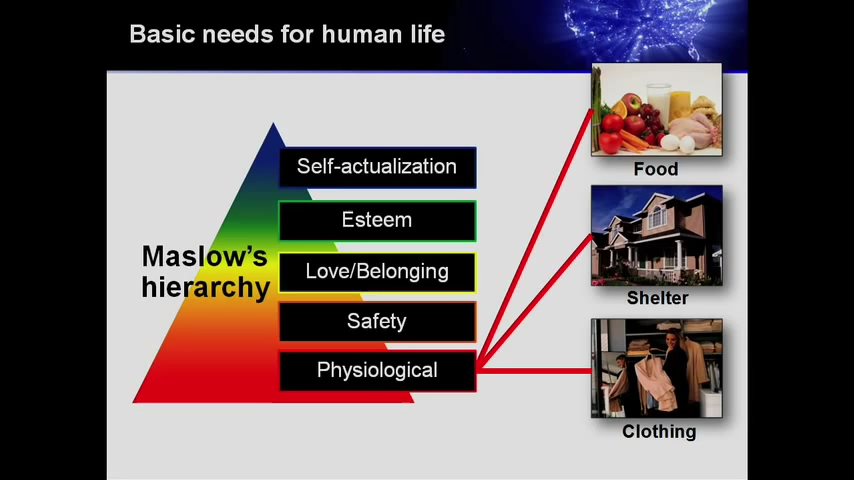 Basic needs for human life
Maslow's
hierarchy
Self-actualization
Esteem
Love/Belonging
Safety
Physiological
Food
Shelter
Clothing